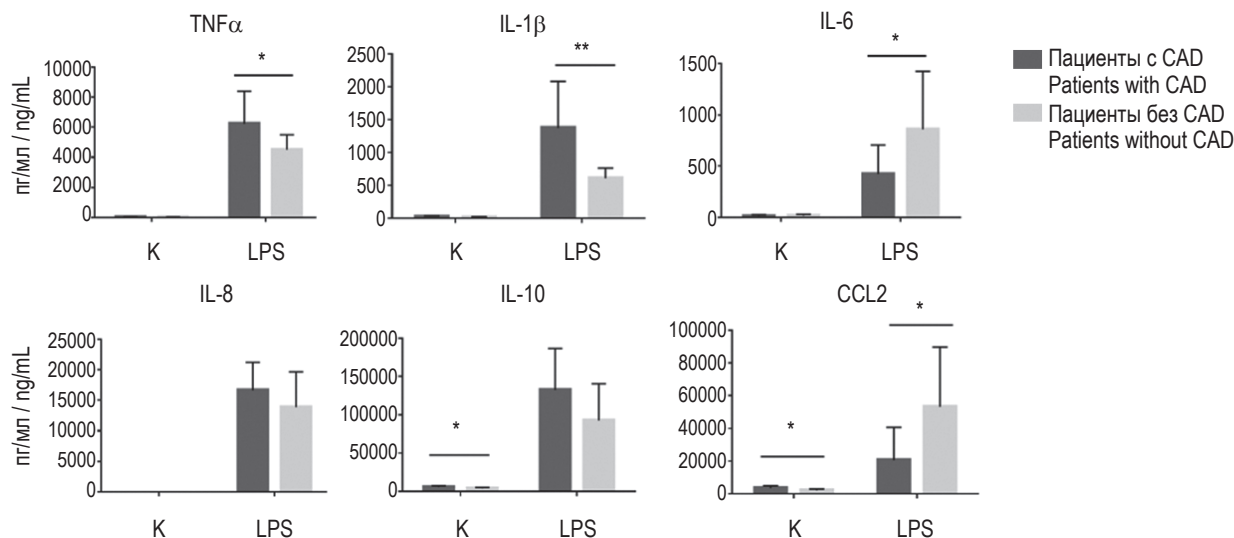 TNFα
IL-1β
IL-6
пг/мл / ng/mL
10000
8000
6000
4000
2000
0
*
K
LPS
2500
2000
1500
1000
500
0
**
K
LPS
1500
1000
500
0
*
K
LPS
Пациенты с CAD
Patients with CAD
Пациенты без CAD
Patients without CAD
IL-8
IL-10
CCL2
пг/мл / ng/mL
25000
20000
15000
10000
5000
0
K
LPS
200000
150000
100000
50000
0
*
K
LPS
100000
80000
60000
40000
20000
0
*
*
K
LPS